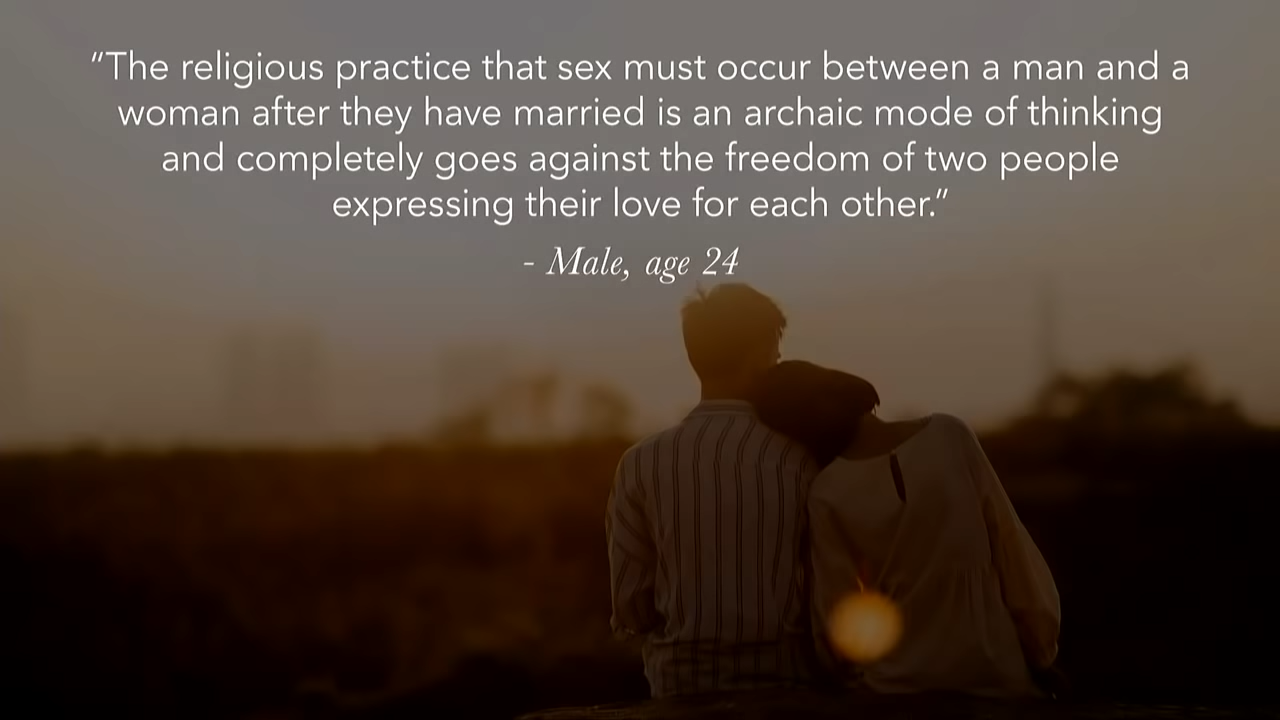 “The religious practice that sex must occur between a man and a
woman after they have married is an archaic mode of thinking
and completely goes against the freedom of two people
expressing their love for each other.”
- Male, age 24